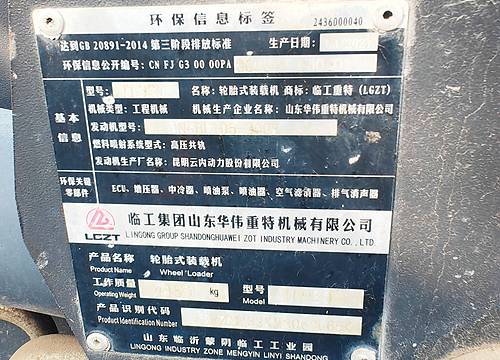 环保信息标签
2436000040
达到GB 20891-2014 第三阶段排放标准 生产日期:
环保信息公开编号: CN FJ G3 00 00PA
基本信息
型号: 名称: 轮胎式装载机 商标: 临工重特 (LGZT)
机械类型: 工程机械 机械生产企业名称: 山东华伟重特机械有限公司
发动机型号:
燃料喷射系统型式: 高压共轨
发动机生产厂名称: 昆明云内动力股份有限公司
环保关键零部件
ECU、增压器、中冷器、喷油泵、喷油器、空气滤清器、排气消声器
LGZT
临工集团山东华伟重特机械有限公司
LINGONG GROUP SHANDONGHUAWEI ZOT INDUSTRY MACHINERY CO.,LTD.
产品名称 轮胎式装载机
Product Name Wheel Loader
工作质量 kg 型号
Operating Weight Model
产品识别代码
Product Identification Number
山东临沂蒙阴临工工业园
LINGONG INDUSTRY ZONE MENGYIN LINYI SHANDONG